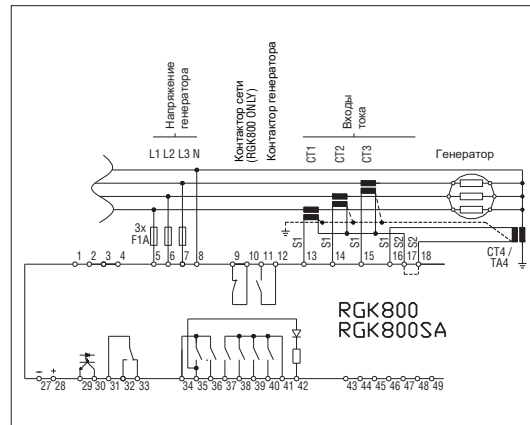 Напряжение генератора
Контактор сети (RGK800 ONLY)
Контактор генератора
Входы тока
CT1
CT2
CT3
Генератор
L1 L2 L3 N
3x F1A
S1
S1
S1
S1
S2
S2
CT4 / TA4
1 2 3 4 5 6 7 8 9 10 11 12 13 14 15 16 17 18
RGK800
RGK800SA
– +
27 28 29 30 31 32 33 34 35 36 37 38 39 40 41 42 43 44 45 46 47 48 49